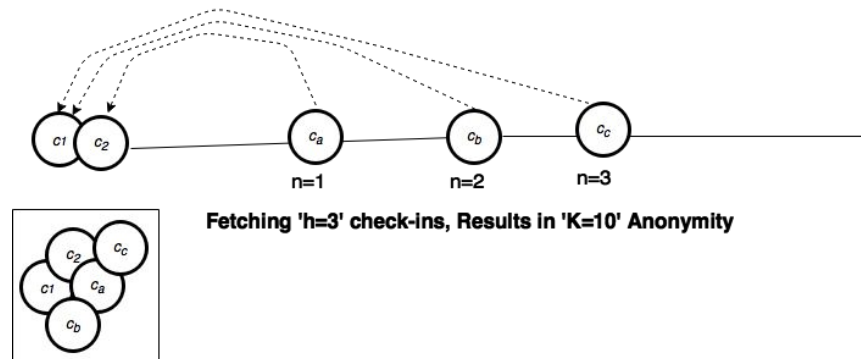 c1 c2 ca cb cc
n=1 n=2 n=3
Fetching 'h=3' check-ins, Results in 'K=10' Anonymity
cc
c2
c1 ca
cb